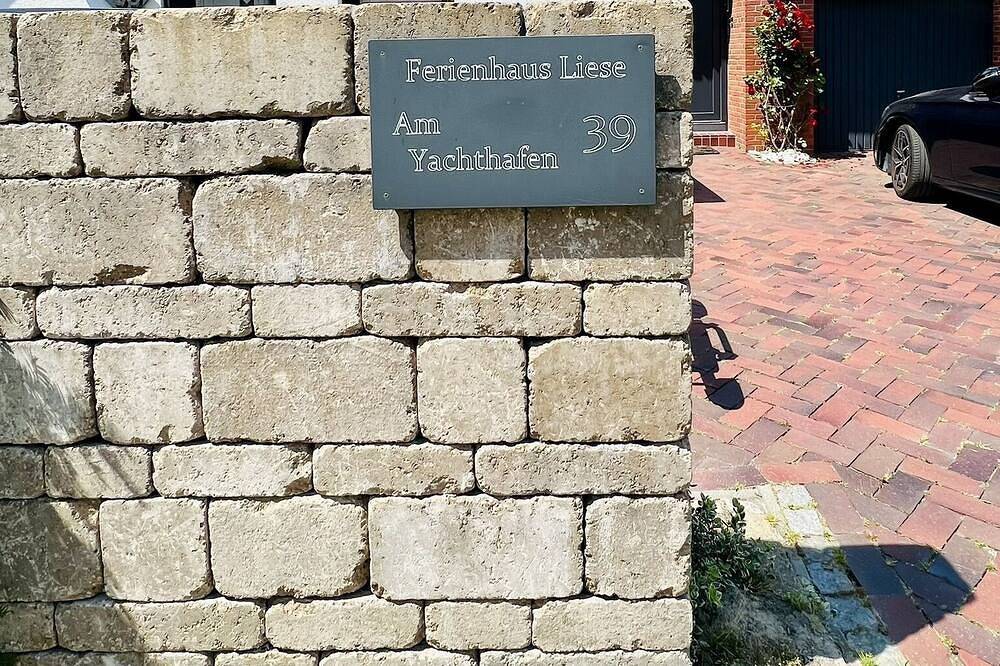 Ferienhaus Liese
Am
Yachthafen
39